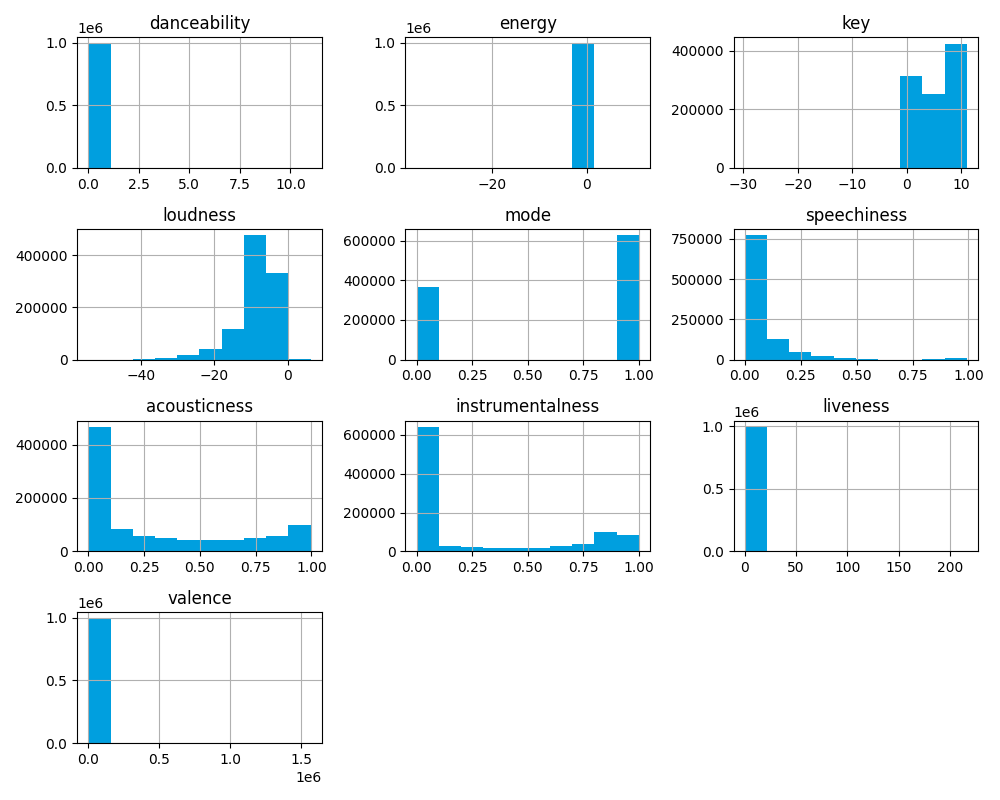 danceability
1e6
1.0
0.5
0.0
0.0 2.5 5.0 7.5 10.0
energy
1e6
1.0
0.5
0.0
−20 0
key
400000
200000
0
−30 −20 −10 0 10
loudness
400000
200000
0
−40 −20 0
mode
600000
400000
200000
0
0.00 0.25 0.50 0.75 1.00
speechiness
750000
500000
250000
0
0.00 0.25 0.50 0.75 1.00
acousticness
400000
200000
0
0.00 0.25 0.50 0.75 1.00
instrumentalness
600000
400000
200000
0
0.00 0.25 0.50 0.75 1.00
liveness
1e6
1.0
0.5
0.0
0 50 100 150 200
valence
1e6
1.0
0.5
0.0
0.0 0.5 1.0 1.5
1e6